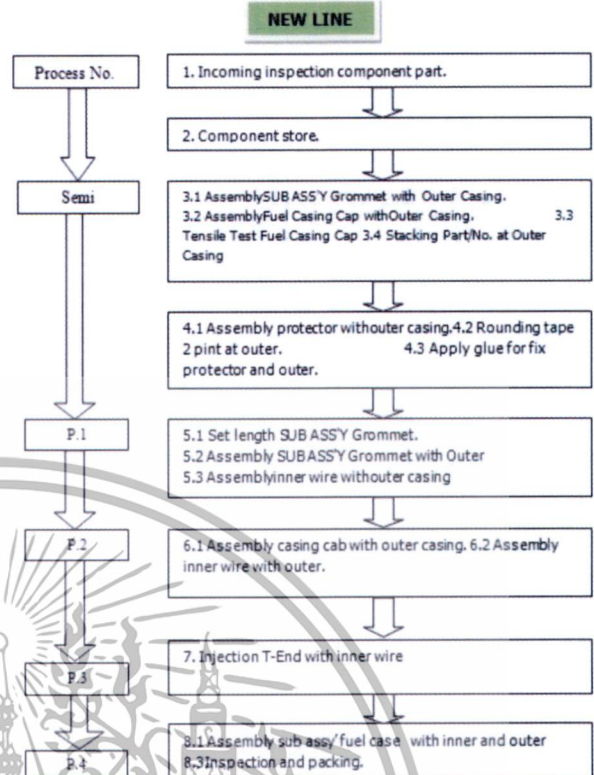 NEW LINE
Process No.
1. Incoming inspection component part.
2. Component store.
Semi
3.1 AssemblySUB ASS'Y Grommet with Outer Casing.
3.2 AssemblyFuel Casing Cap withOuter Casing. 3.3
Tensile Test Fuel Casing Cap 3.4 Stacking Part/No. at Outer
Casing
4.1 Assembly protector withouter casing.4.2 Rounding tape
2 pint at outer. 4.3 Apply glue for fix
protector and outer.
P.1
5.1 Set length SUB ASS'Y Grommet.
5.2 Assembly SUB ASS'Y Grommet with Outer
5.3 Assemblyinner wire withouter casing
P.2
6.1 Assembly casing cab with outer casing. 6.2 Assembly
inner wire with outer.
P.3
7. Injection T-End with inner wire
P.4
8.1 Assembly sub assy' fuel case with inner and outer
8.3Inspection and packing.